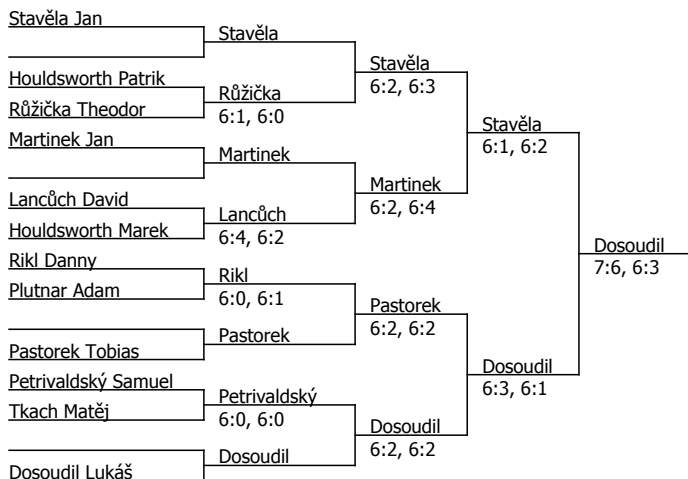 Stavěla Jan
Houldsworth Patrik
Růžička Theodor
Martinek Jan
Lancůch David
Houldsworth Marek
Rikl Danny
Plutnar Adam
Pastorek Tobias
Petrivaldský Samuel
Tkach Matěj
Dosoudil Lukáš
Stavěla
Růžička
6:1, 6:0
Martinek
Lancůch
6:4, 6:2
Rikl
6:0, 6:1
Pastorek
Petrivaldský
6:0, 6:0
Dosoudil
Stavěla
6:2, 6:3
Martinek
6:2, 6:4
Pastorek
6:2, 6:2
Dosoudil
6:2, 6:2
Stavěla
6:1, 6:2
Dosoudil
6:3, 6:1
Dosoudil
7:6, 6:3